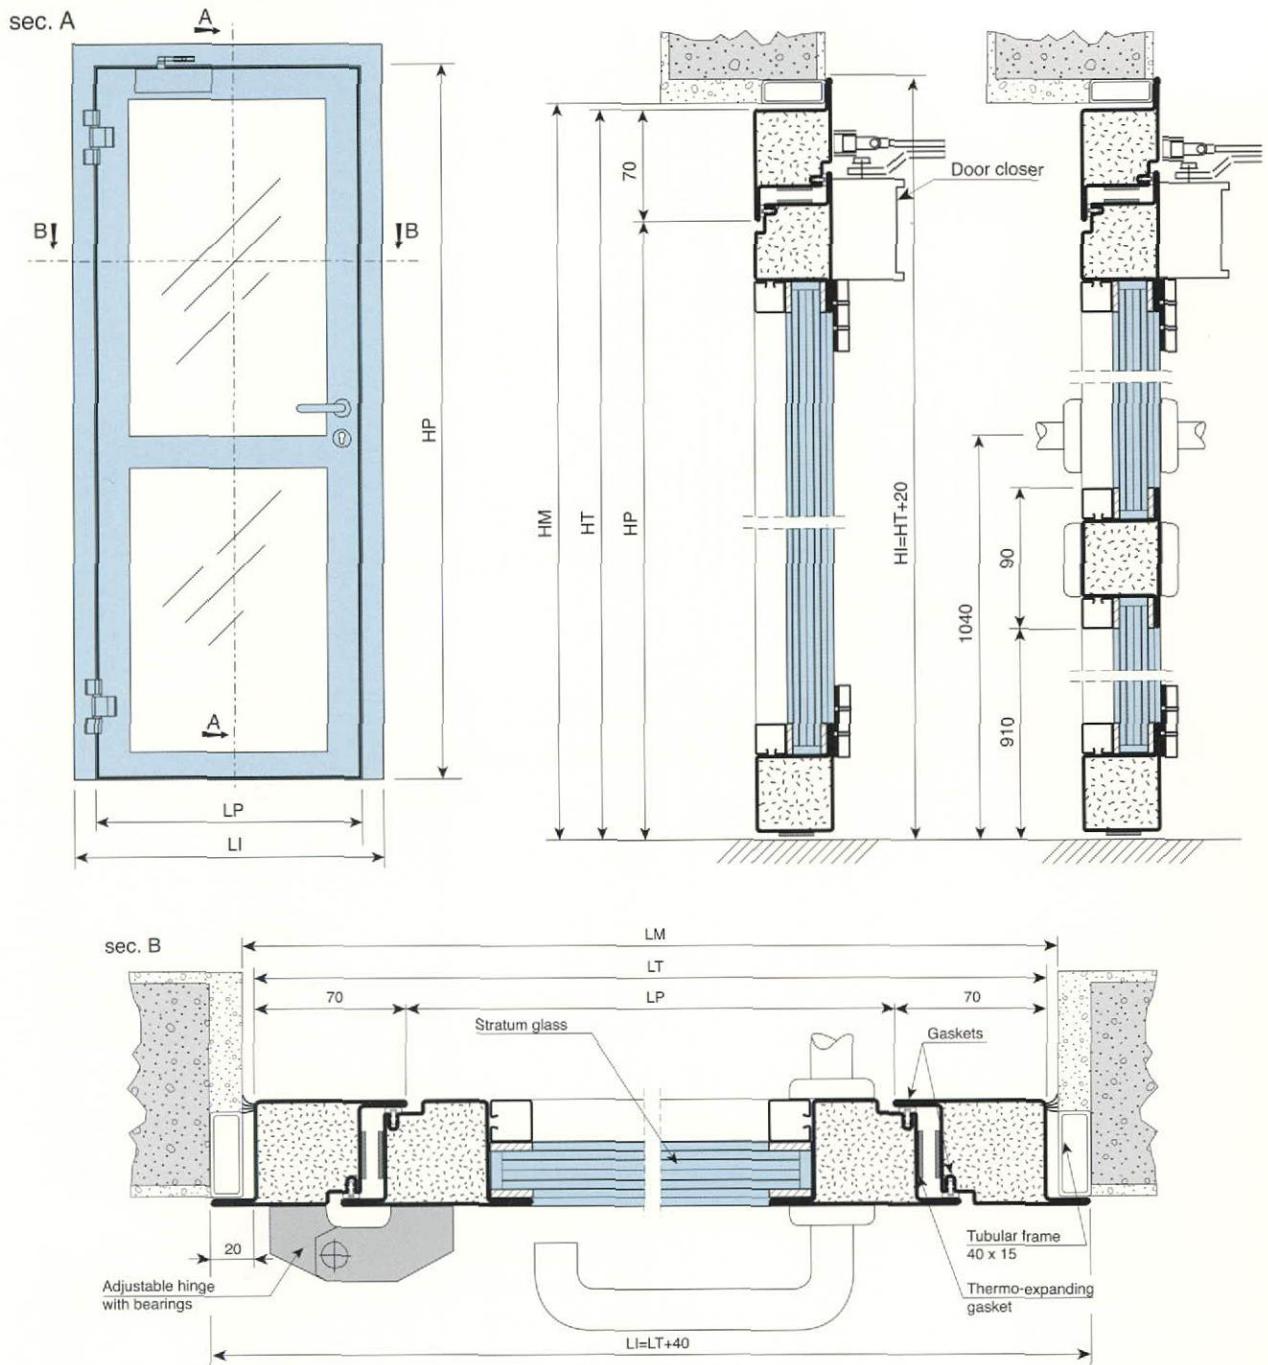 sec. A
A
B
B
HP
A
LP
LI
70
HM
HT
HP
HI=HT+20
Door closer
1040
90
910
sec. B
LM
LT
70
LP
70
Stratum glass
Gaskets
20
Adjustable hinge
with bearings
Tubular frame
40 x 15
Thermo-expanding
gasket
LI=LT+40